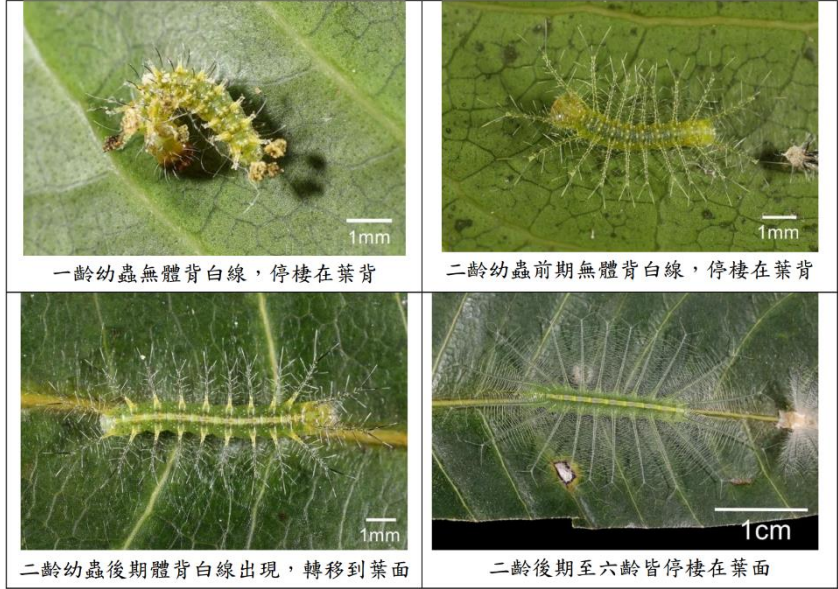 1mm
1mm
一齡幼蟲無體背白線，停棲在葉背
二齡幼蟲前期無體背白線，停棲在葉背
1mm
1cm
二齡幼蟲後期體背白線出現，轉移到葉面
二齡後期至六齡皆停棲在葉面